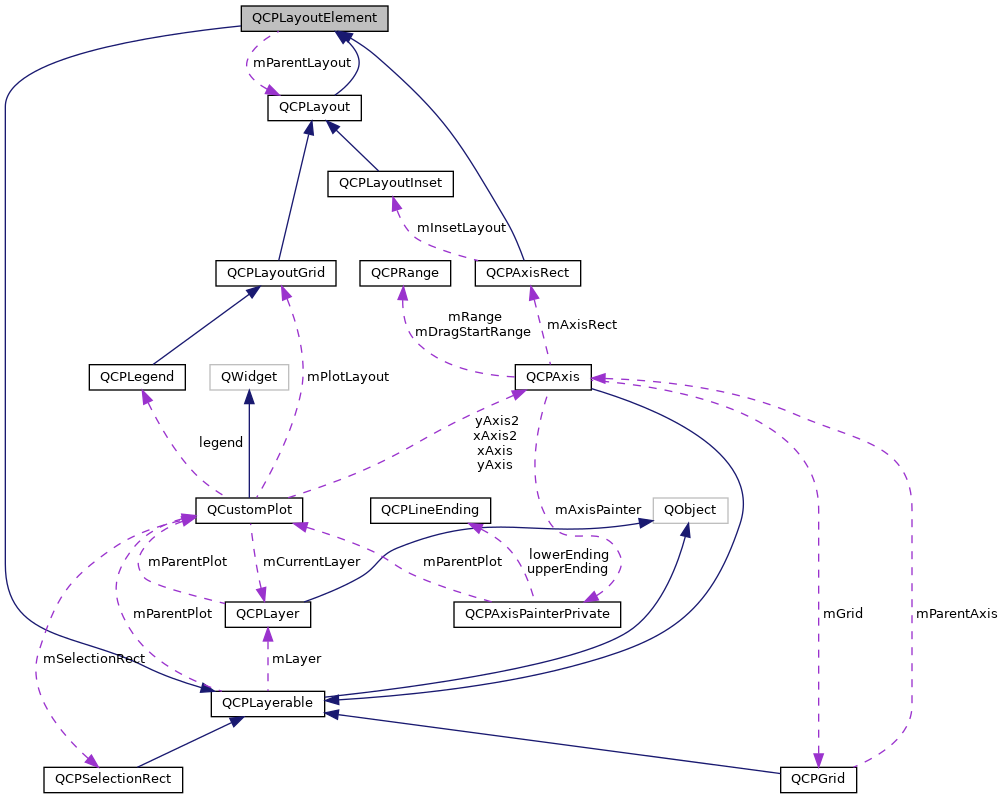 QCPLayoutElement
mParentLayout
QCPLayout
QCPLayoutInset
mInsetLayout
QCPLayoutGrid
QCPRange
QCPAxisRect
mRange
mDragStartRange
mAxisRect
QCPLegend
QWidget
mPlotLayout
QCPAxis
legend
yAxis2
xAxis2
xAxis
yAxis
QCustomPlot
QCPLineEnding
mAxisPainter
QObject
mParentPlot
mCurrentLayer
mParentPlot
lowerEnding
upperEnding
mParentPlot
QCPLayer
QCPAxisPainterPrivate
mGrid
mParentAxis
mSelectionRect
mLayer
QCPLayerable
QCPSelectionRect
QCPGrid